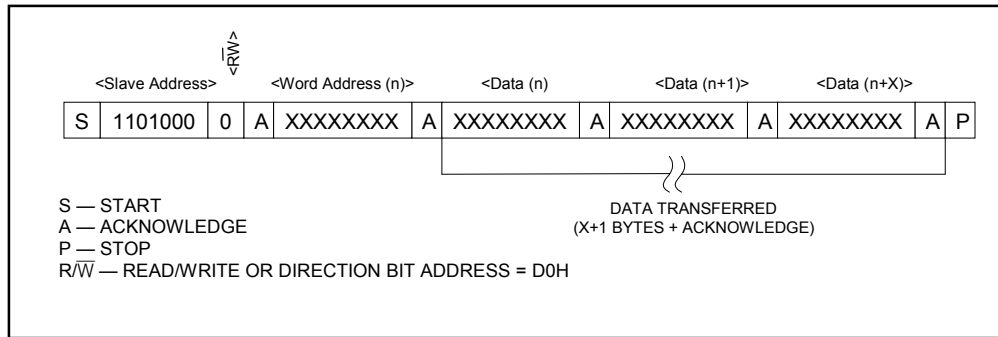 <RW̅>
<Slave Address> <Word Address (n)> <Data (n) <Data (n+1)> <Data (n+X)>
S 1101000 0 A XXXXXXXX A XXXXXXXX A XXXXXXXX A XXXXXXXX A P
S — START
A — ACKNOWLEDGE
P — STOP
R/W̅ — READ/WRITE OR DIRECTION BIT ADDRESS = D0H
DATA TRANSFERRED
(X+1 BYTES + ACKNOWLEDGE)